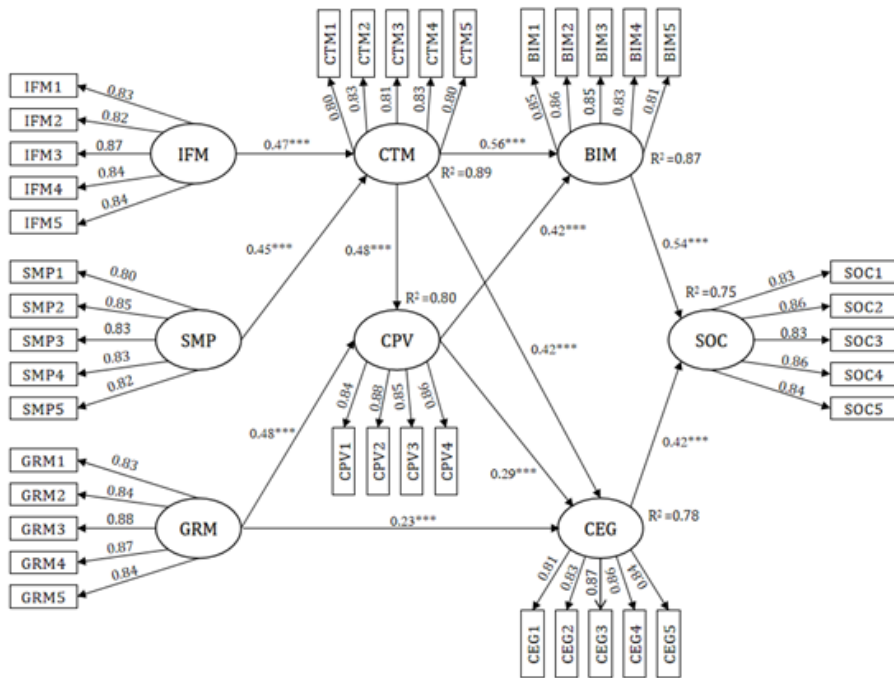 CTM1
CTM2
CTM3
CTM4
CTM5
BIM1
BIM2
BIM3
BIM4
BIM5
0.80
0.83
0.81
0.83
0.80
0.85
0.86
0.85
0.83
0.81
IFM1
IFM2
IFM3
IFM4
IFM5
0.83
0.82
0.87
0.84
0.84
IFM
0.47***
CTM
R²=0.89
0.56***
BIM
R²=0.87
0.45***
0.48***
0.42***
0.54***
SMP1
SMP2
SMP3
SMP4
SMP5
0.80
0.85
0.83
0.83
0.82
SMP
R²=0.80
CPV
0.42***
R²=0.75
SOC
0.83
0.86
0.83
0.86
0.84
SOC1
SOC2
SOC3
SOC4
SOC5
0.84
0.88
0.85
0.86
CPV1
CPV2
CPV3
CPV4
0.48***
0.29***
0.42***
GRM1
GRM2
GRM3
GRM4
GRM5
0.83
0.84
0.88
0.87
0.84
GRM
0.23***
CEG
R²=0.78
0.81
0.83
0.87
0.86
0.84
CEG1
CEG2
CEG3
CEG4
CEG5